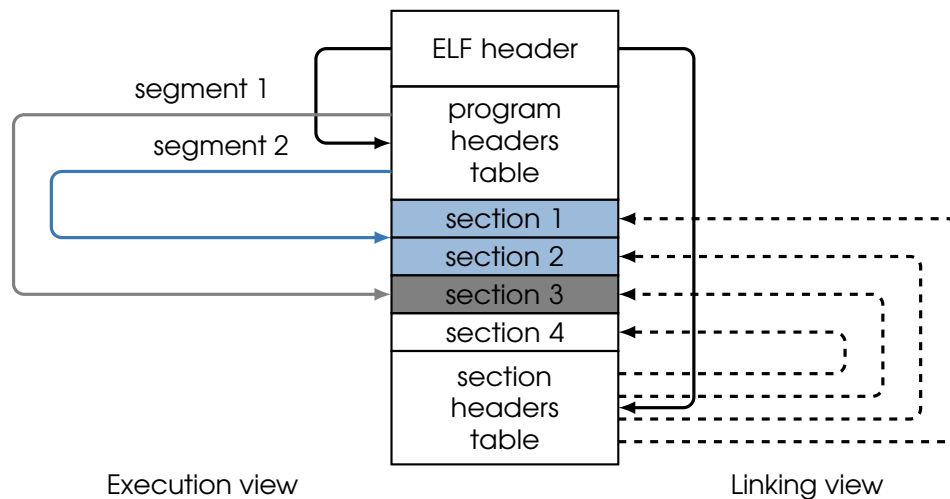 ELF header
segment 1
program
headers
table
segment 2
section 1
section 2
section 3
section 4
section
headers
table
Execution view
Linking view